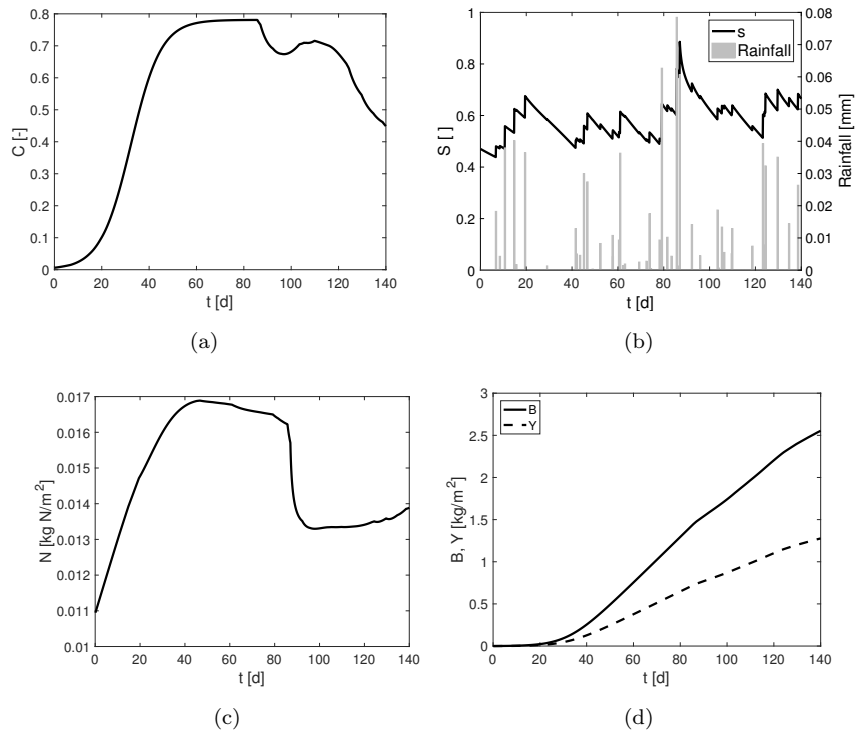 0.8
0.7
0.6
0.5
0.4
0.3
0.2
0.1
0
C [-]
0 20 40 60 80 100 120 140
t [d]
(a)
1
0.8
0.6
0.4
0.2
0
S [ ]
s
Rainfall
0.08
0.07
0.06
0.05
0.04
0.03
0.02
0.01
0
Rainfall [mm]
0 20 40 60 80 100 120 140
t [d]
(b)
0.017
0.016
0.015
0.014
0.013
0.012
0.011
0.01
N [kg N/m²]
0 20 40 60 80 100 120 140
t [d]
(c)
3
2.5
2
1.5
1
0.5
0
B, Y [kg/m²]
B
Y
0 20 40 60 80 100 120 140
t [d]
(d)